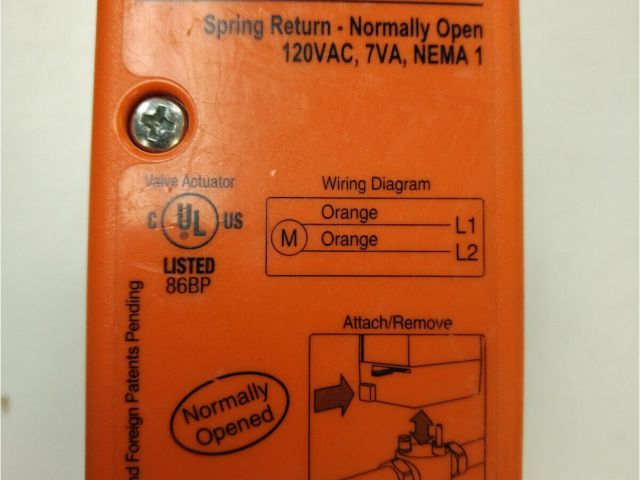 Spring Return - Normally Open
120VAC, 7VA, NEMA 1
Valve Actuator
C UL US
®
LISTED
86BP
Wiring Diagram
Orange
L1
M
Orange
L2
Attach/Remove
Normally
Opened
nd Foreign Patents Pending